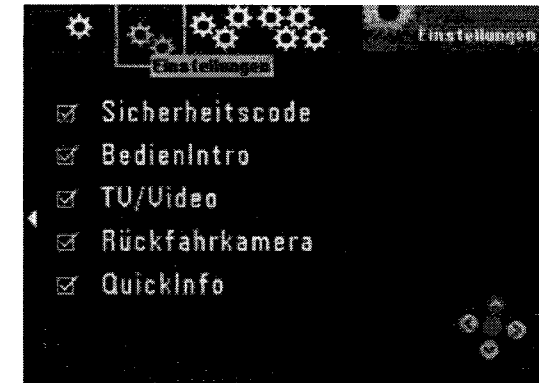 Einstellungen
Einstellungen
Sicherheitscode
BedienIntro
TV/Video
Rückfahrkamera
QuickInfo